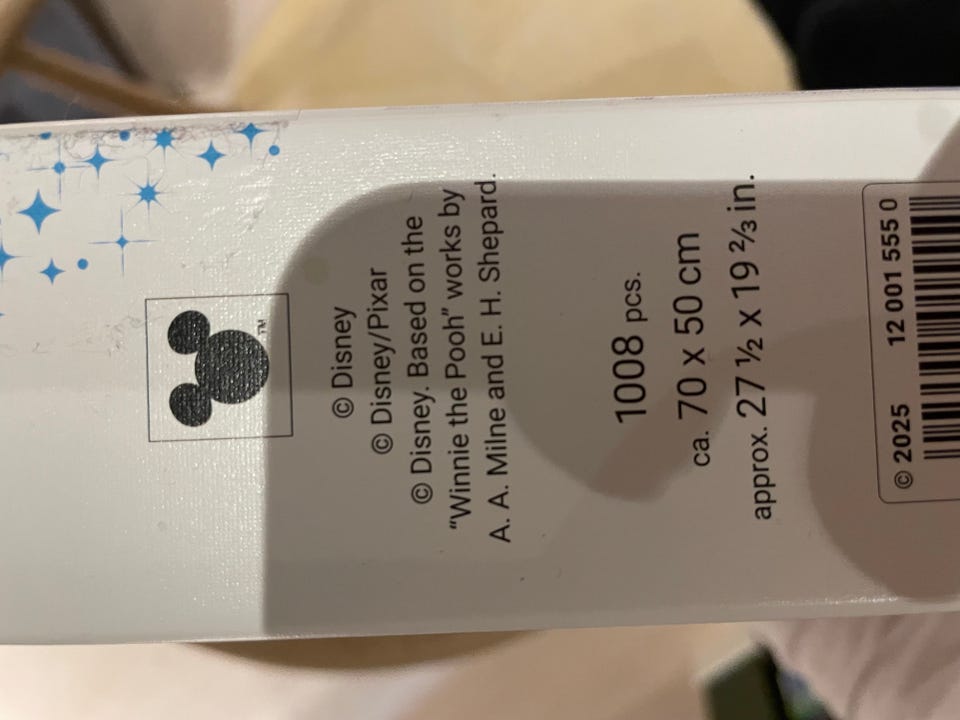 ™
© Disney
© Disney/Pixar
© Disney. Based on the
“Winnie the Pooh” works by
A. A. Milne and E. H. Shepard.
1008 pcs.
ca. 70 x 50 cm
approx. 27 ½ x 19 ⅔ in.
© 2025 12 001 555 0